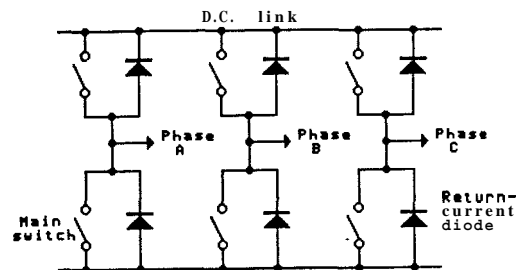 D.C. link
Phase
A
Phase
B
Phase
C
Main
switch
Return-
current
diode